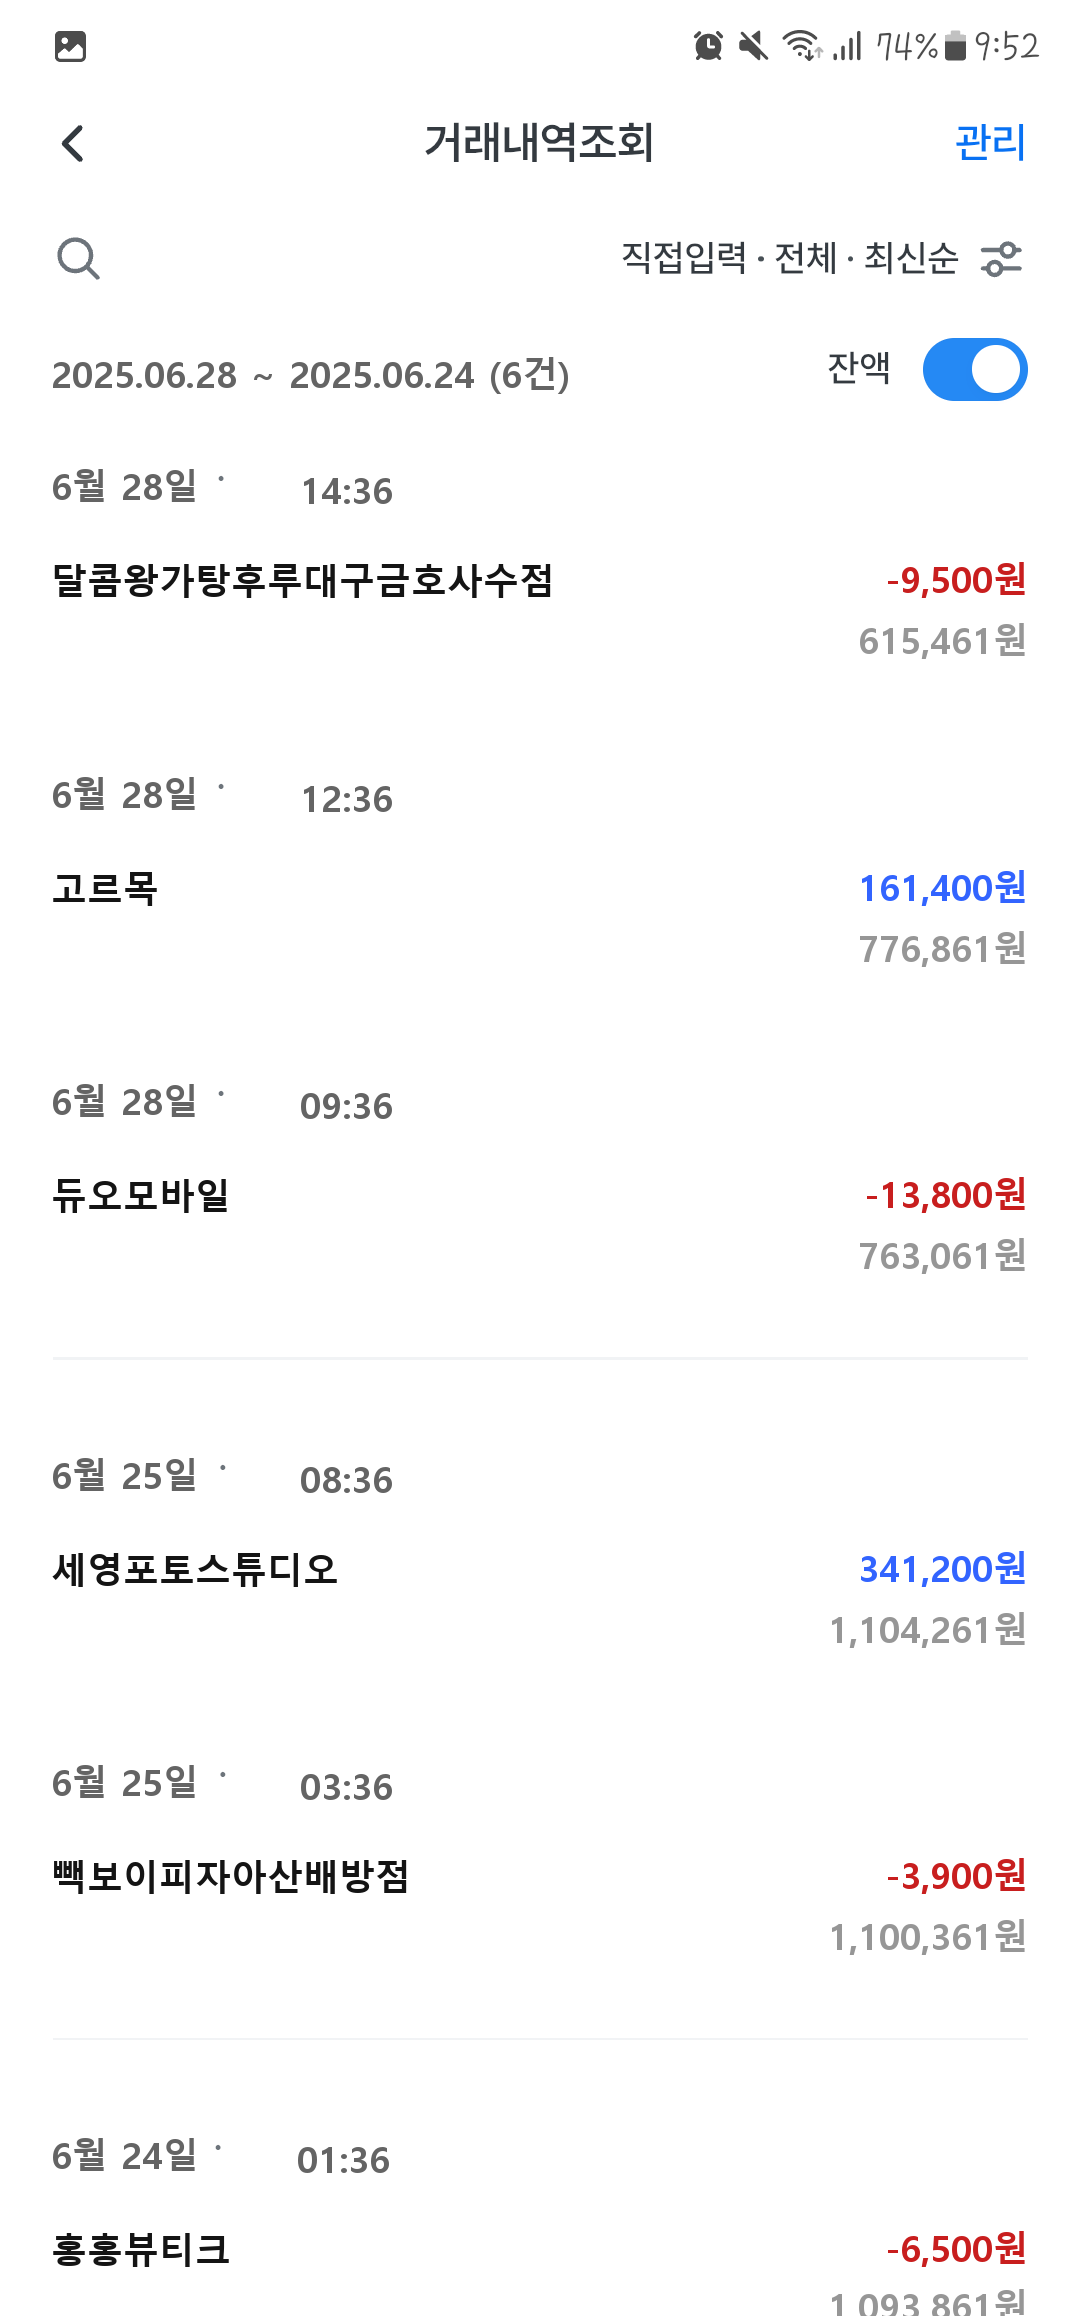 74% 9:52
거래내역조회
관리
직접입력 · 전체 · 최신순
2025.06.28 ~ 2025.06.24 (6건)
잔액
6월 28일 · 14:36
달콤왕가탕후루대구금호사수점
-9,500원
615,461원
6월 28일 · 12:36
고르목
161,400원
776,861원
6월 28일 · 09:36
듀오모바일
-13,800원
763,061원
6월 25일 · 08:36
세영포토스튜디오
341,200원
1,104,261원
6월 25일 · 03:36
빽보이피자아산배방점
-3,900원
1,100,361원
6월 24일 · 01:36
홍홍뷰티크
-6,500원
1,093,861원